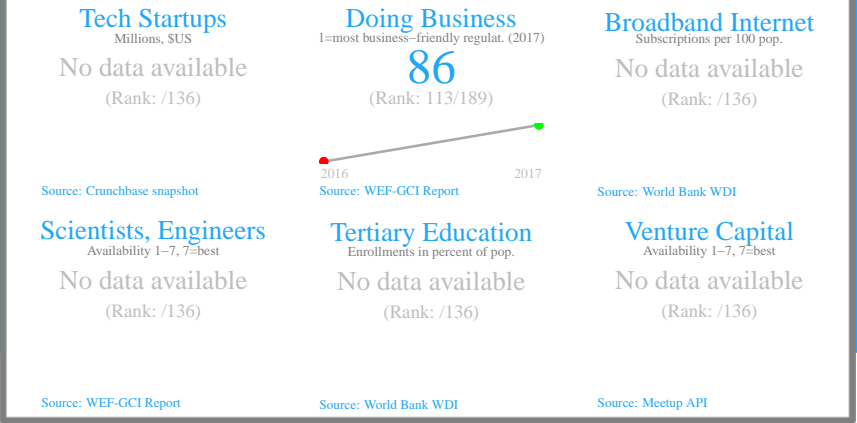 Tech Startups
Millions, $US
No data available
(Rank: /136)
Source: Crunchbase snapshot
Doing Business
1=most business−friendly regulat. (2017)
86
(Rank: 113/189)
2016 2017
Source: WEF-GCI Report
Broadband Internet
Subscriptions per 100 pop.
No data available
(Rank: /136)
Source: World Bank WDI
Scientists, Engineers
Availability 1−7, 7=best
No data available
(Rank: /136)
Source: WEF-GCI Report
Tertiary Education
Enrollments in percent of pop.
No data available
(Rank: /136)
Source: World Bank WDI
Venture Capital
Availability 1−7, 7=best
No data available
(Rank: /136)
Source: Meetup API